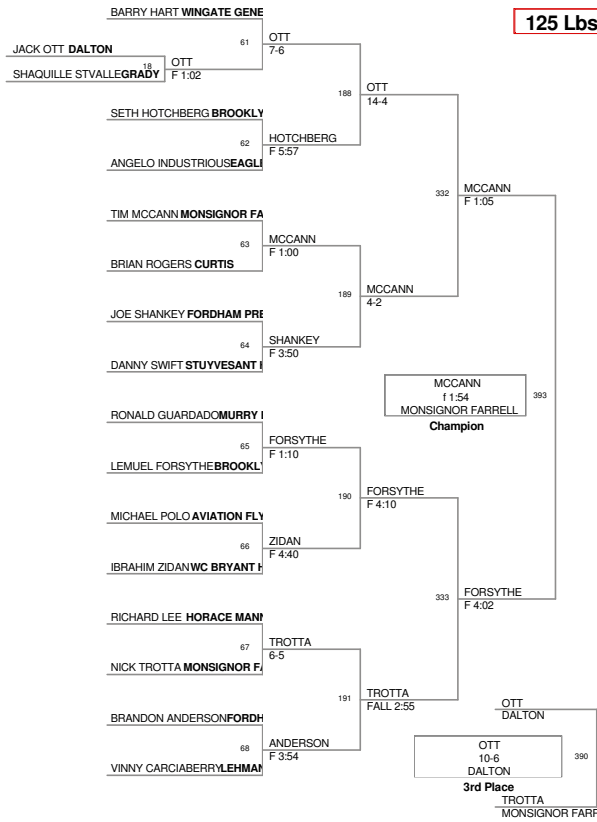 125 Lbs
BARRY HART WINGATE GENE
61
OTT
7-6
JACK OTT DALTON
18
OTT
F 1:02
SHAQUILLE STVALLE GRADY
188
OTT
14-4
SETH HOTCHBERG BROOKLY
62
HOTCHBERG
F 5:57
ANGELO INDUSTRIOUS EAGL
332
MCCANN
F 1:05
TIM MCCANN MONSIGNOR FA
63
MCCANN
F 1:00
BRIAN ROGERS CURTIS
189
MCCANN
4-2
JOE SHANKEY FORDHAM PRE
64
SHANKEY
F 3:50
DANNY SWIFT STUYVESANT
MCCANN
f 1:54
MONSIGNOR FARRELL
393
Champion
RONALD GUARDADO MURRY
65
FORSYTHE
F 1:10
LEMUEL FORSYTHE BROOKLY
190
FORSYTHE
F 4:10
MICHAEL POLO AVIATION FLY
66
ZIDAN
F 4:40
IBRAHIM ZIDAN WC BRYANT H
333
FORSYTHE
F 4:02
RICHARD LEE HORACE MANN
67
TROTTA
6-5
NICK TROTTA MONSIGNOR FA
191
TROTTA
FALL 2:55
BRANDON ANDERSON FORDH
68
ANDERSON
F 3:54
VINNY CARCIABERRY LEHMAN
OTT
DALTON
OTT
10-6
DALTON
390
3rd Place
TROTTA
MONSIGNOR FARR